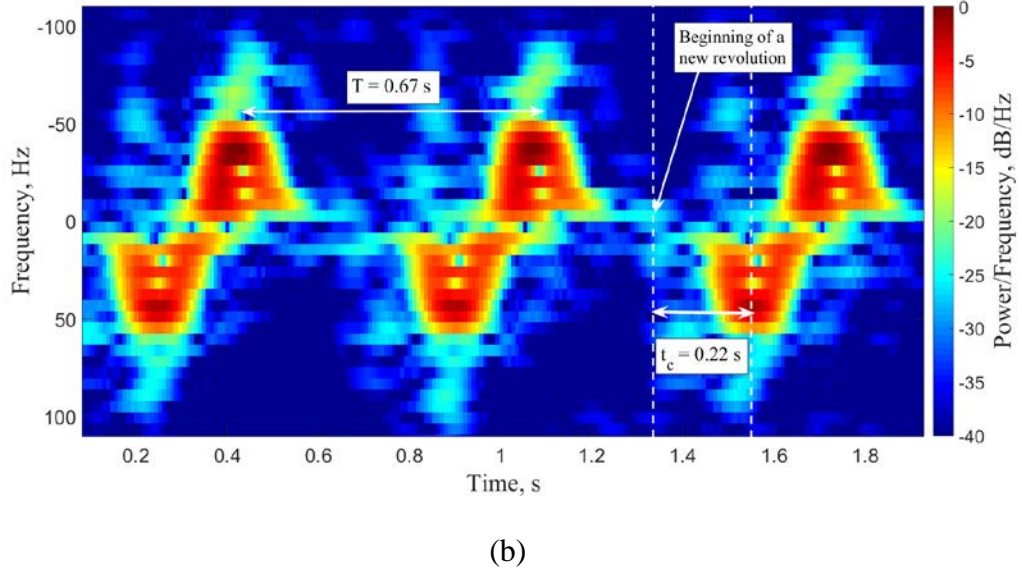 -100
-50
0
50
100
Frequency, Hz
T = 0.67 s
Beginning of a
new revolution
t_c = 0.22 s
0.2
0.4
0.6
0.8
1
1.2
1.4
1.6
1.8
Time, s
0
-5
-10
-15
-20
-25
-30
-35
-40
Power/Frequency, dB/Hz
(b)